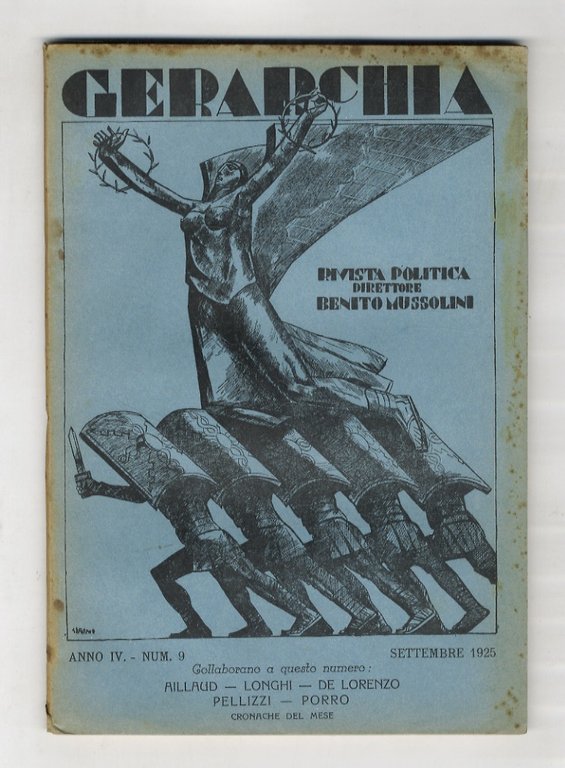 GERARCHIA
RIVISTA POLITICA
DIRETTORE
BENITO MUSSOLINI
ANNO IV. - NUM. 9
SETTEMBRE 1925
Collaborano a questo numero:
AILLAUD — LONGHI — DE LORENZO
PELLIZZI — PORRO
CRONACHE DEL MESE